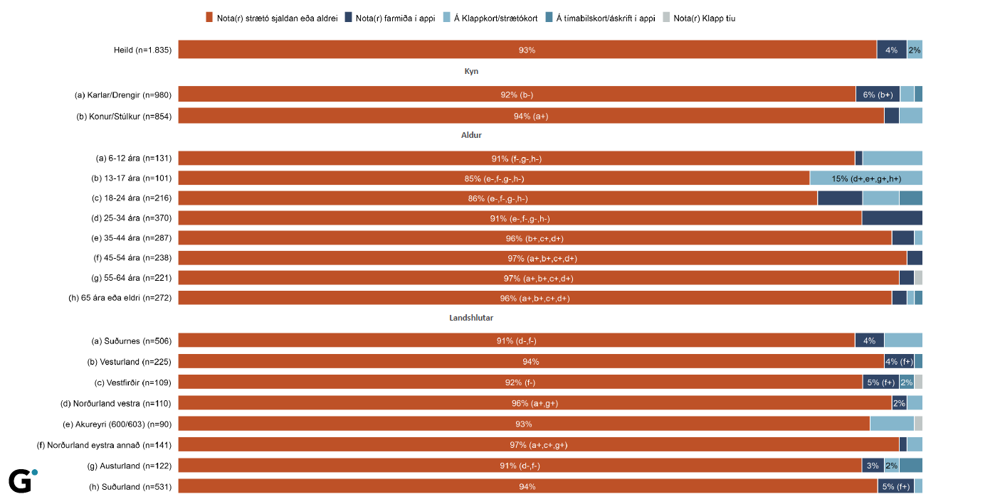 Nota(r) strætó sjaldan eða aldrei Nota(r) farmiða í appi Á Klappkort/strætókort Á tímabilskort/áskrift í appi Nota(r) Klapp tíu
Heild (n=1.835) 93% 4% 2%
Kyn
(a) Karlar/Drengir (n=980) 92% (b-) 6% (b+)
(b) Konur/Stúlkur (n=854) 94% (a+)
Aldur
(a) 6-12 ára (n=131) 91% (f-,g-,h-)
(b) 13-17 ára (n=101) 85% (e-,f-,g-,h-) 15% (d+,e+,g+,h+)
(c) 18-24 ára (n=216) 86% (e-,f-,g-,h-)
(d) 25-34 ára (n=370) 91% (e-,f-,g-,h-)
(e) 35-44 ára (n=287) 96% (b+,c+,d+)
(f) 45-54 ára (n=238) 97% (a+,b+,c+,d+)
(g) 55-64 ára (n=221) 97% (a+,b+,c+,d+)
(h) 65 ára eða eldri (n=272) 96% (a+,b+,c+,d+)
Landshlutar
(a) Suðurnes (n=506) 91% (d-,f-) 4%
(b) Vesturland (n=225) 94% 4% (f+)
(c) Vestfirðir (n=109) 92% (f-) 5% (f+) 2%
(d) Norðurland vestra (n=110) 96% (a+,g+) 2%
(e) Akureyri (600/603) (n=90) 93%
(f) Norðurland eystra annað (n=141) 97% (a+,c+,g+)
(g) Austurland (n=122) 91% (d-,f-) 3% 2%
(h) Suðurland (n=531) 94% 5% (f+)
G